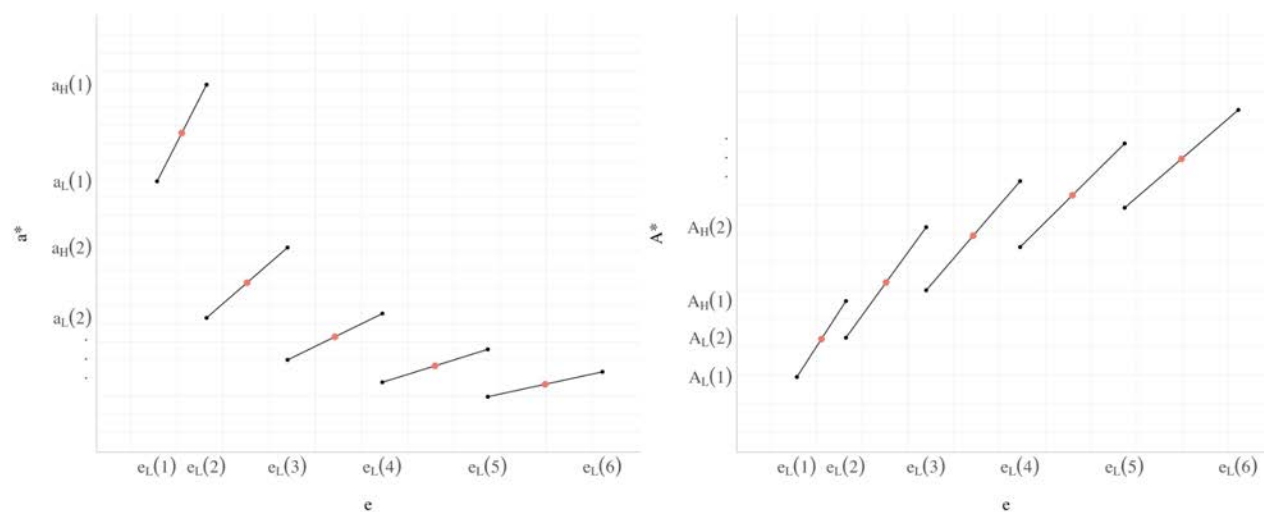 a_H(1)
a_L(1)
a*
a_H(2)
a_L(2)
.
.
.
e_L(1) e_L(2) e_L(3) e_L(4) e_L(5) e_L(6)
e
.
.
.
A_H(2)
A*
A_H(1)
A_L(2)
A_L(1)
e_L(1) e_L(2) e_L(3) e_L(4) e_L(5) e_L(6)
e